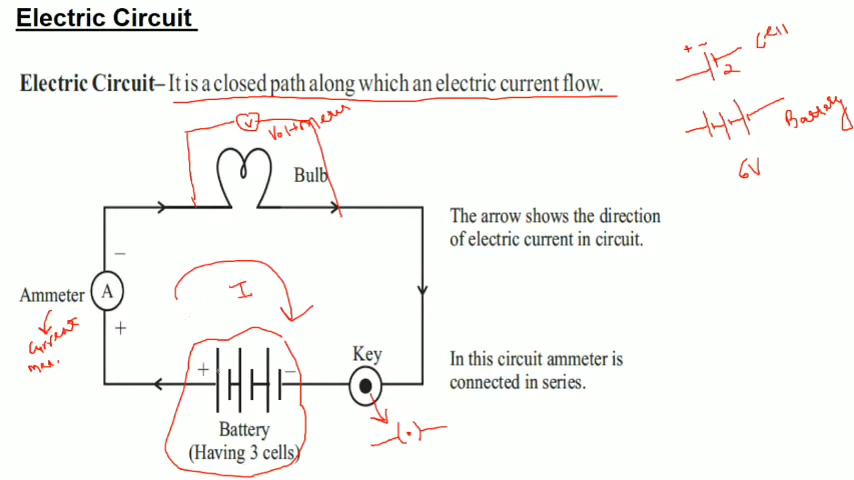 Electric Circuit
Electric Circuit– It is a closed path along which an electric current flow.
+ - Cell
2
Battery
6V
V
Voltmeter
Bulb
The arrow shows the direction
of electric current in circuit.
−
Ammeter A
+
Current
mea.
I
+ −
Battery
(Having 3 cells)
Key
In this circuit ammeter is
connected in series.